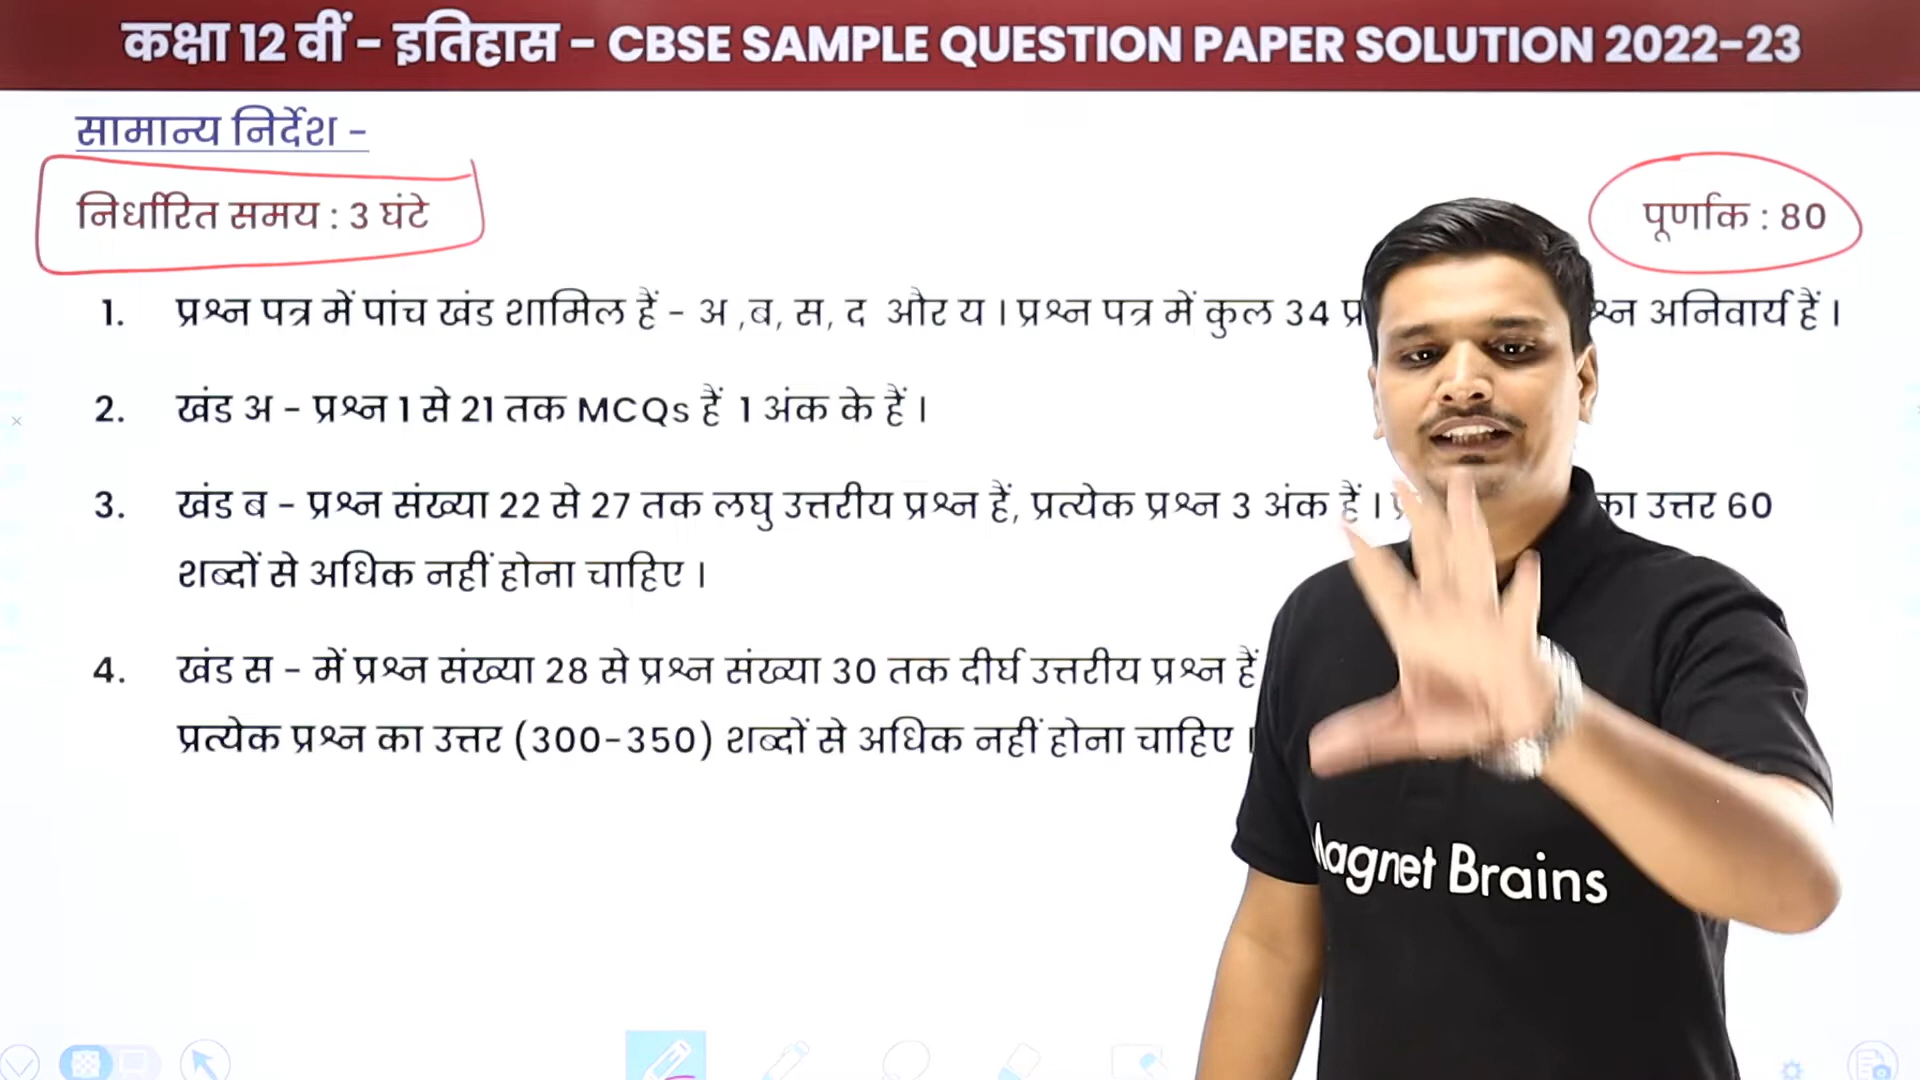 कक्षा 12 वीं - इतिहास - CBSE SAMPLE QUESTION PAPER SOLUTION 2022-23
सामान्य निर्देश -
निर्धारित समय : 3 घंटे
पूर्णाक : 80
1. प्रश्न पत्र में पांच खंड शामिल हैं - अ ,ब, स, द और य । प्रश्न पत्र में कुल 34 अनिवार्य हैं ।
2. खंड अ - प्रश्न 1 से 21 तक MCQs हैं 1 अंक के हैं ।
3. खंड ब - प्रश्न संख्या 22 से 27 तक लघु उत्तरीय प्रश्न हैं, प्रत्येक प्रश्न 3 अंक हैं । का उत्तर 60
शब्दों से अधिक नहीं होना चाहिए ।
4. खंड स - में प्रश्न संख्या 28 से प्रश्न संख्या 30 तक दीर्घ उत्तरीय प्रश्न हैं
प्रत्येक प्रश्न का उत्तर (300-350) शब्दों से अधिक नहीं होना चाहिए ।
Magnet Brains